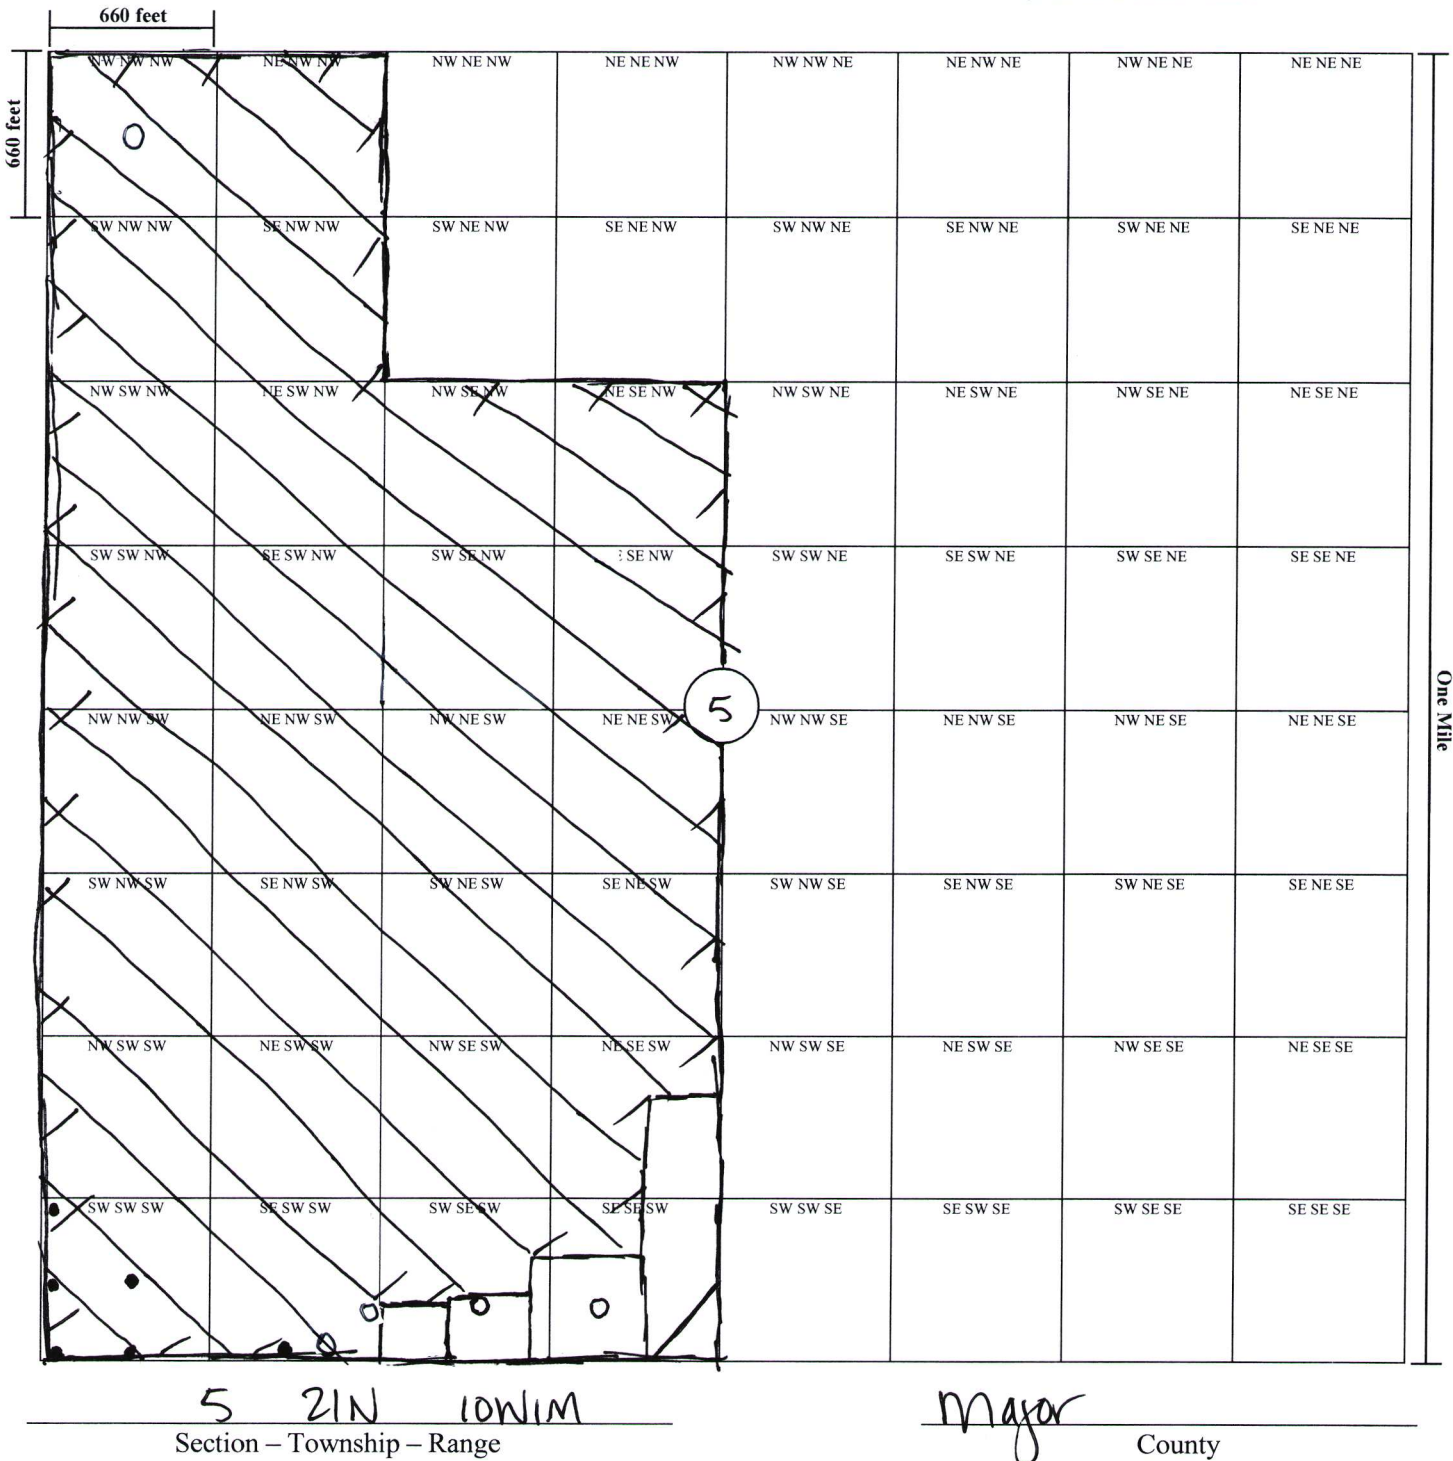 660 feet
660 feet
NW NW NW NE NW NW NW NE NW NE NE NW NW NW NE NE NW NE NW NE NE NE NE NE
SW NW NW SE NW NW SW NE NW SE NE NW SW NW NE SE NW NE SW NE NE SE NE NE
NW SW NW NE SW NW NW SE NW NE SE NW NW SW NE NE SW NE NW SE NE NE SE NE
SW SW NW SE SW NW SW SE NW SE NW SW SW NE SE SW NE SW SE NE SE SE NE
5
One Mile
NW NW SW NE NW SW NW NE SW NE NE SW NW NW SE NE NW SE NW NE SE NE NE SE
SW NW SW SE NW SW SW NE SW SE NE SW SW NW SE SE NW SE SW NE SE SE NE SE
NW SW SW NE SW SW NW SE SW NE SE SW NW SW SE NE SW SE NW SE SE NE SE SE
SW SW SW SE SW SW SW SE SW SE SE SW SW SW SE SE SW SE SW SE SE SE SE SE
5 21N 10W1M
Section – Township – Range
Major
County